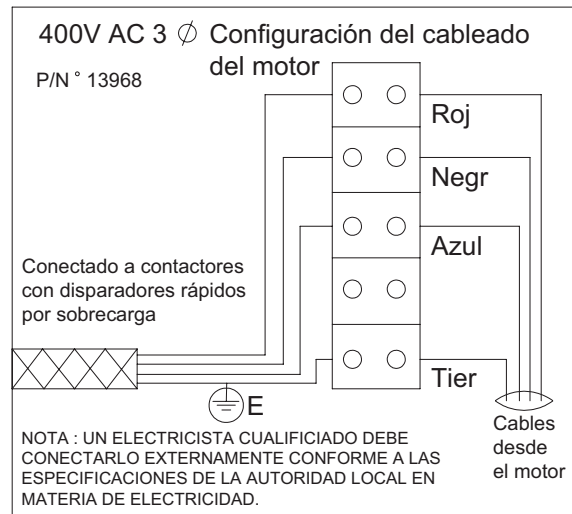 400V AC 3 ∅ Configuración del cableado
del motor
P/N ° 13968
Roj
Negr
Azul
Conectado a contactores
con disparadores rápidos
por sobrecarga
Tier
E
Cables
desde
el motor
NOTA : UN ELECTRICISTA CUALIFICADO DEBE
CONECTARLO EXTERNAMENTE CONFORME A LAS
ESPECIFICACIONES DE LA AUTORIDAD LOCAL EN
MATERIA DE ELECTRICIDAD.